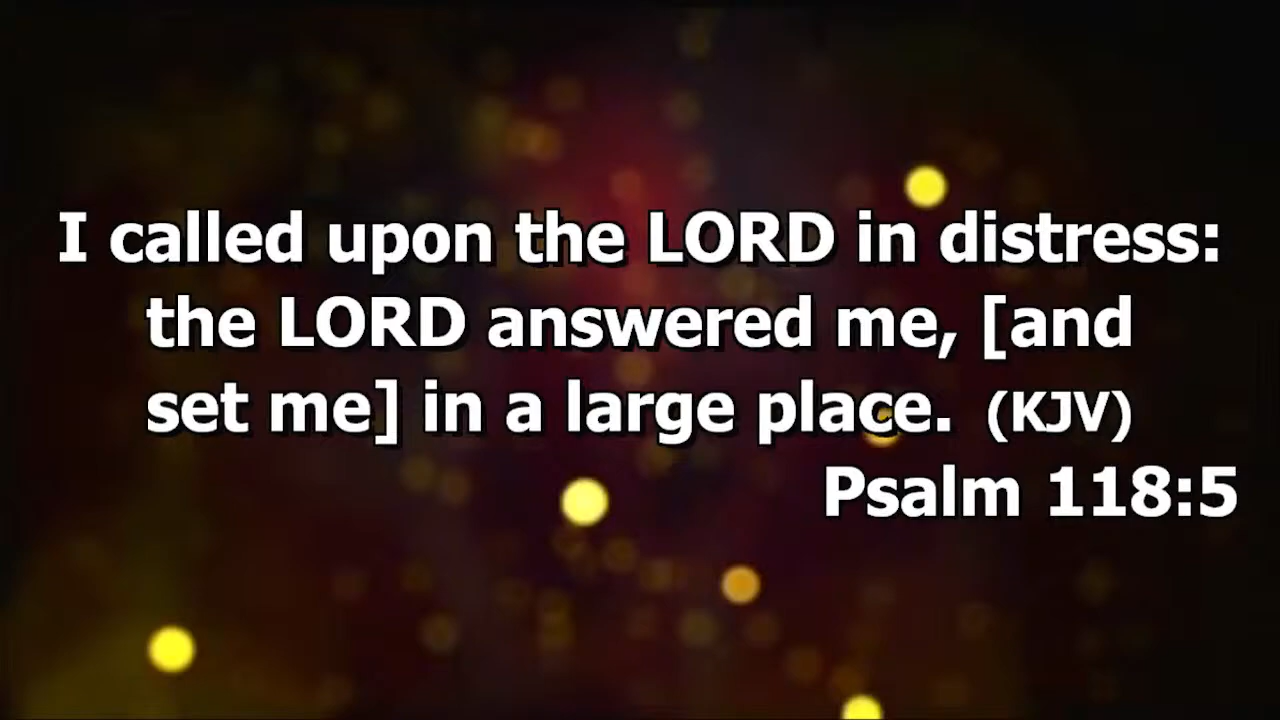 I called upon the LORD in distress:
the LORD answered me, [and
set me] in a large place. (KJV)
Psalm 118:5